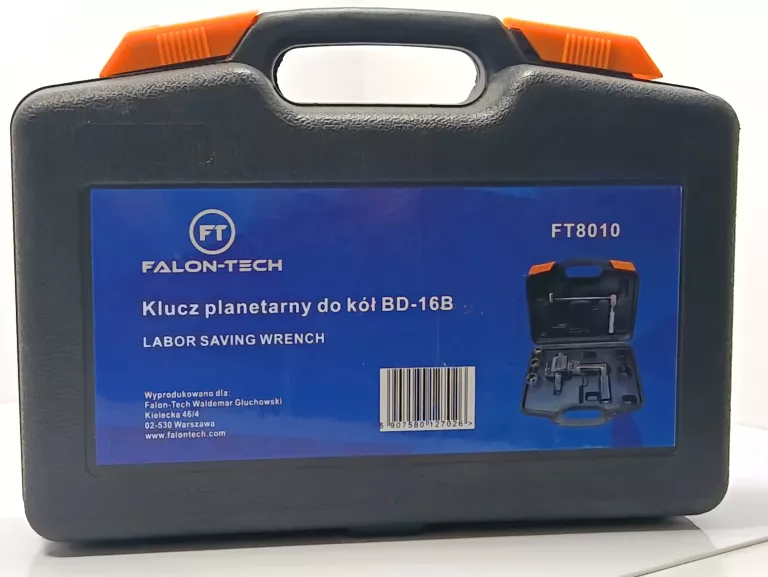 FT
FALON-TECH
FT8010
Klucz planetarny do kół BD-16B
LABOR SAVING WRENCH
Wyprodukowano dla:
Falon-Tech Waldemar Głuchowski
Kielecka 46/4
02-530 Warszawa
www.falontech.com
5 907580 127026 >